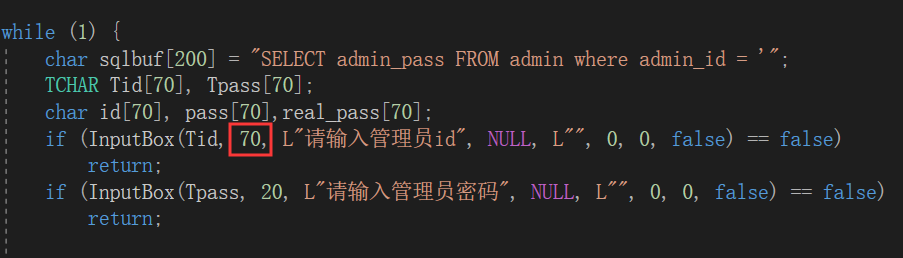 while (1) {
char sqlbuf[200] = "SELECT admin_pass FROM admin where admin_id = '";
TCHAR Tid[70], Tpass[70];
char id[70], pass[70],real_pass[70];
if (InputBox(Tid, 70, L"请输入管理员id", NULL, L"", 0, 0, false) == false)
return;
if (InputBox(Tpass, 20, L"请输入管理员密码", NULL, L"", 0, 0, false) == false)
return;